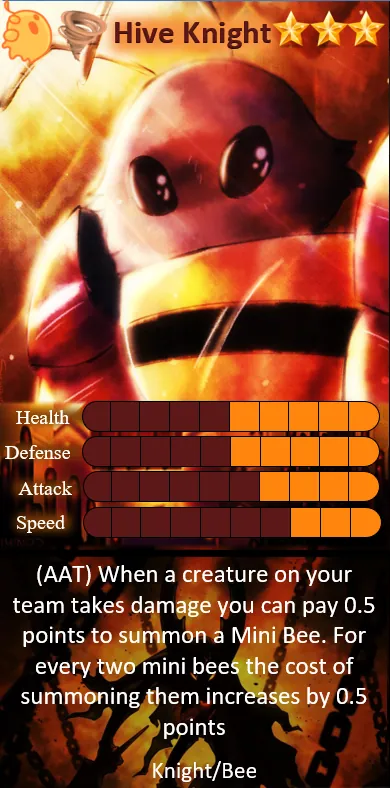 Hive Knight
Health
Defense
Attack
Speed
(AAT) When a creature on your
team takes damage you can pay 0.5
points to summon a Mini Bee. For
every two mini bees the cost of
summoning them increases by 0.5
points
Knight/Bee